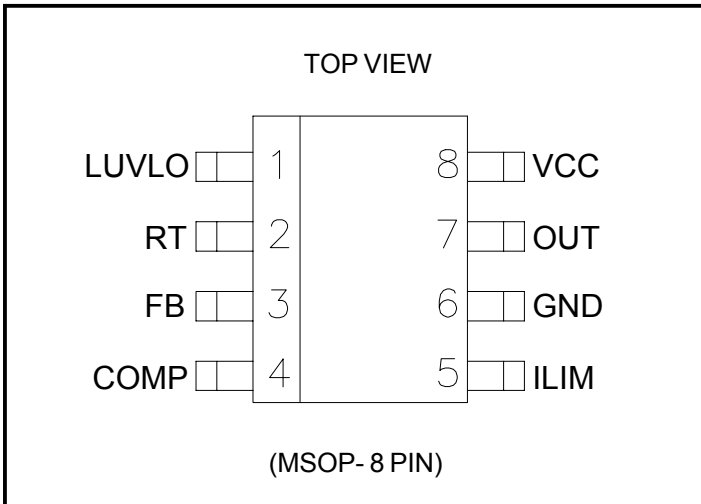 TOP VIEW
LUVLO 1 8 VCC
RT 2 7 OUT
FB 3 6 GND
COMP 4 5 ILIM
(MSOP- 8 PIN)